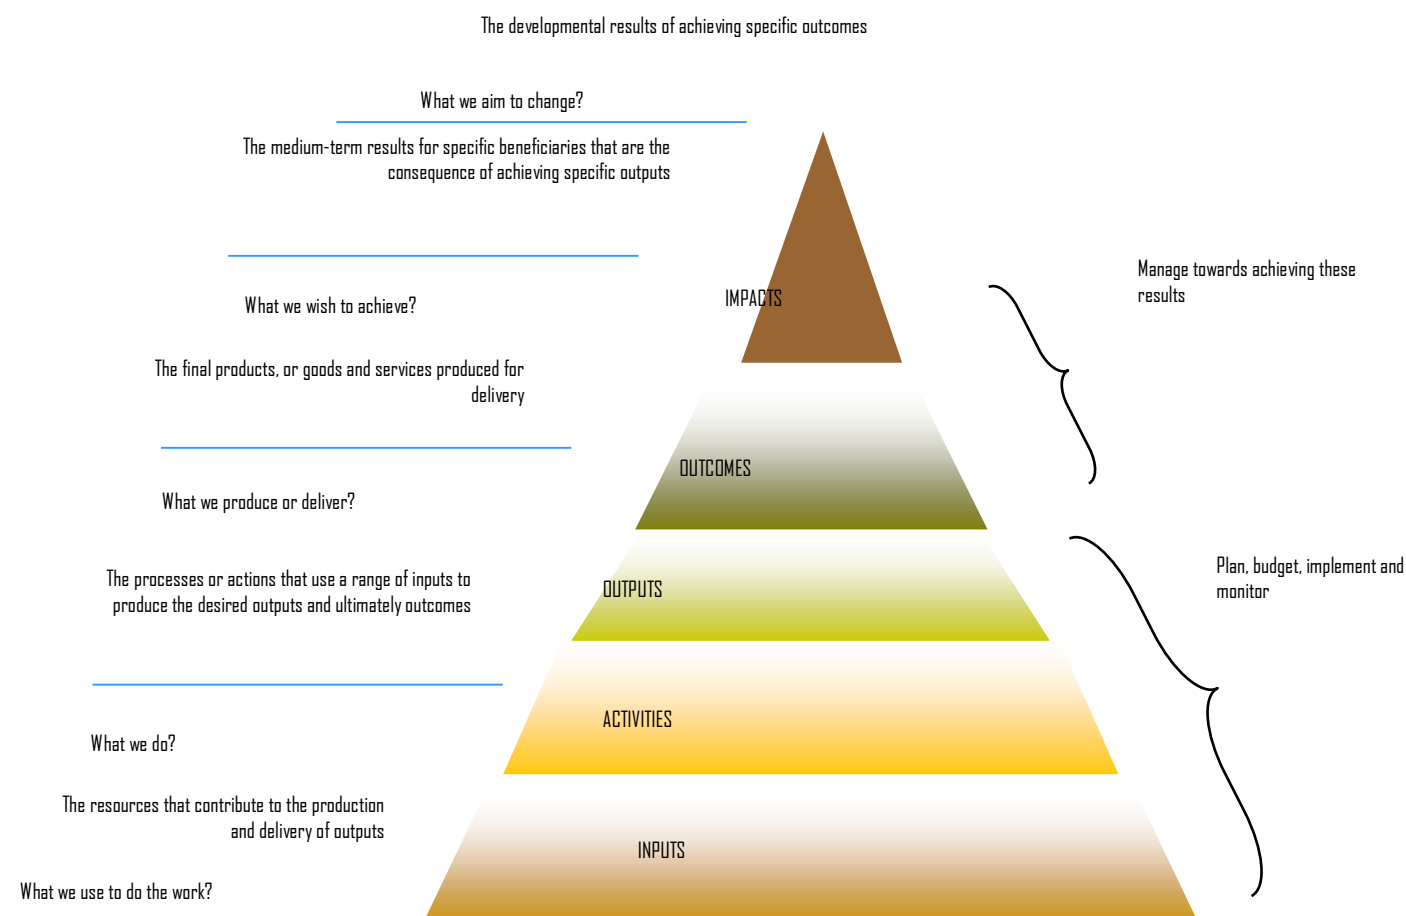 The developmental results of achieving specific outcomes
What we aim to change?
The medium-term results for specific beneficiaries that are the
consequence of achieving specific outputs
Manage towards achieving these
results
IMPACTS
What we wish to achieve?
The final products, or goods and services produced for
delivery
OUTCOMES
What we produce or deliver?
Plan, budget, implement and
monitor
The processes or actions that use a range of inputs to
produce the desired outputs and ultimately outcomes
OUTPUTS
ACTIVITIES
What we do?
The resources that contribute to the production
and delivery of outputs
INPUTS
What we use to do the work?